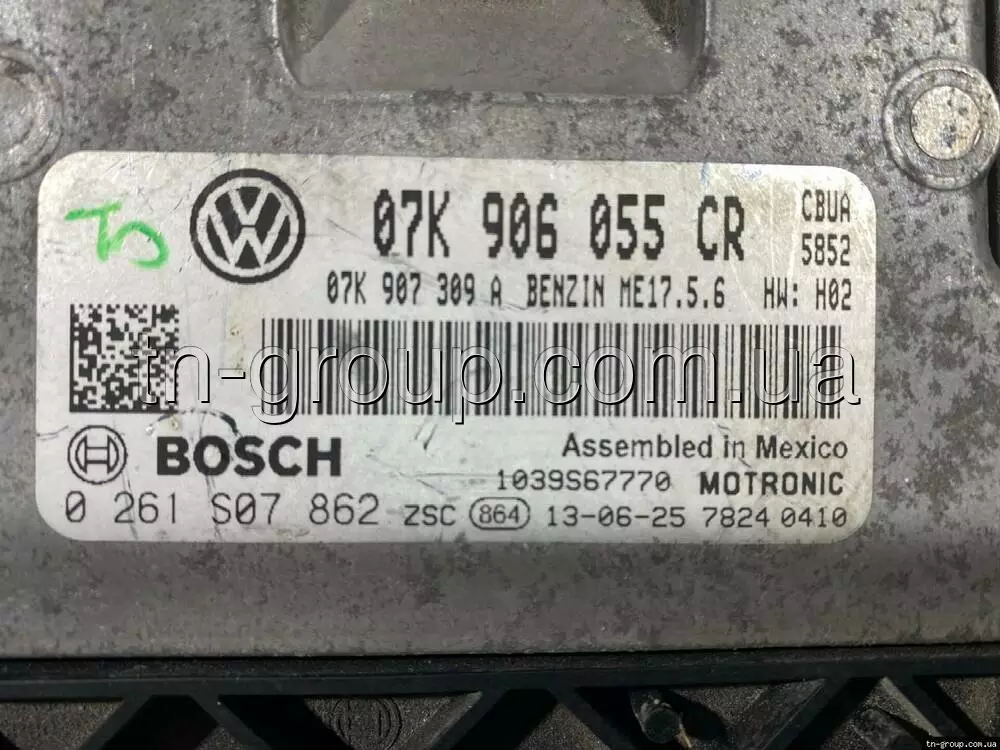 07K 906 055 CR
CBUA
5852
07K 907 309 A BENZIN ME17.5.6 HW: H02
tn-group.com.ua
BOSCH
Assembled in Mexico
1039S67770 MOTRONIC
0 261 S07 862 ZSC 864 13-06-25 7824 0410
tn-group.com.ua